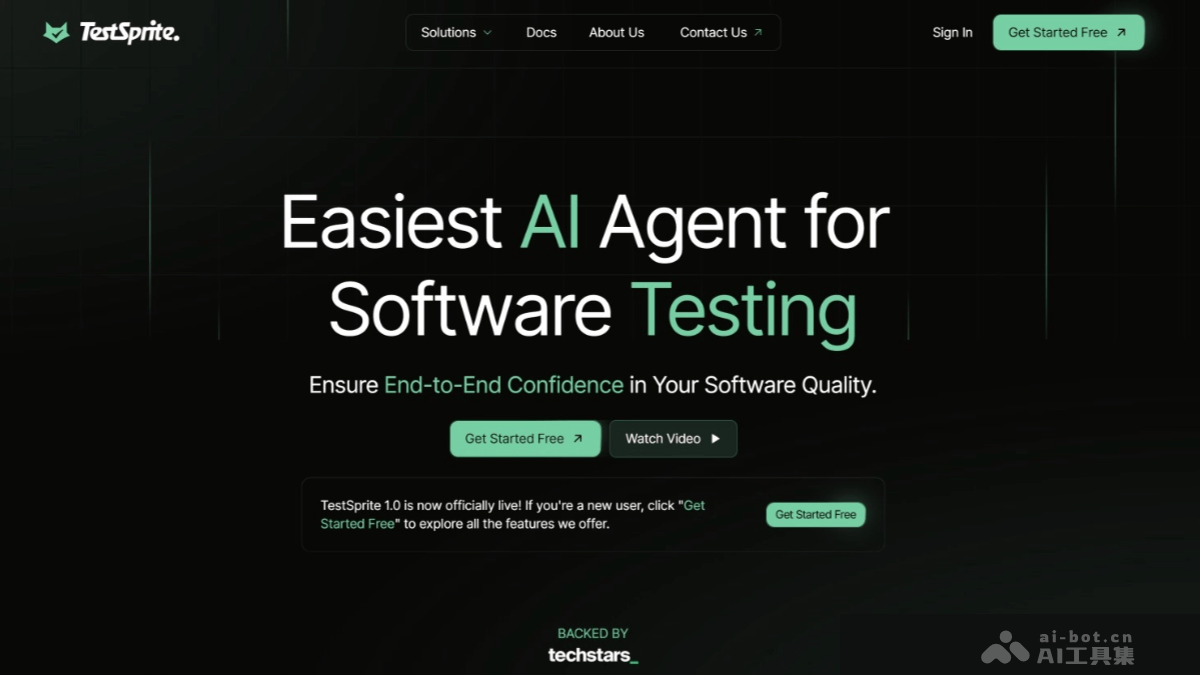 TestSprite.
Solutions
Docs
About Us
Contact Us
Sign In
Get Started Free
Easiest AI Agent for
Software Testing
Ensure End-to-End Confidence in Your Software Quality.
Get Started Free
Watch Video
TestSprite 1.0 is now officially live! If you're a new user, click "Get
Started Free" to explore all the features we offer.
Get Started Free
BACKED BY
techstars_
ai-bot.cn
AI工具集